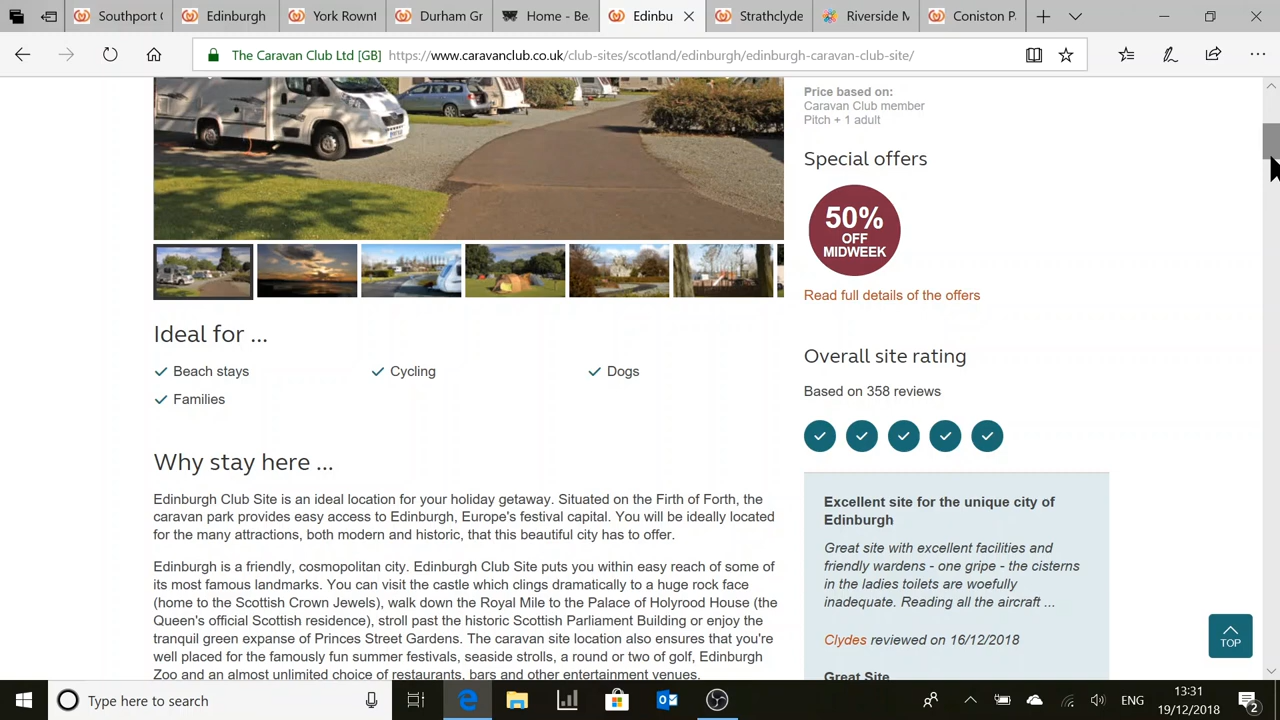 Southport C
Edinburgh
York Rownt
Durham Gr
Home - Be
Edinbu
Strathclyde
Riverside M
Coniston P
The Caravan Club Ltd [GB] https://www.caravanclub.co.uk/club-sites/scotland/edinburgh/edinburgh-caravan-club-site/
Price based on:
Caravan Club member
Pitch + 1 adult
Special offers
50%
OFF
MIDWEEK
Read full details of the offers
Ideal for ...
Beach stays
Cycling
Dogs
Families
Overall site rating
Based on 358 reviews
Why stay here ...
Edinburgh Club Site is an ideal location for your holiday getaway. Situated on the Firth of Forth, the
caravan park provides easy access to Edinburgh, Europe's festival capital. You will be ideally located
for the many attractions, both modern and historic, that this beautiful city has to offer.
Edinburgh is a friendly, cosmopolitan city. Edinburgh Club Site puts you within easy reach of some of
its most famous landmarks. You can visit the castle which clings dramatically to a huge rock face
(home to the Scottish Crown Jewels), walk down the Royal Mile to the Palace of Holyrood House (the
Queen's official Scottish residence), stroll past the historic Scottish Parliament Building or enjoy the
tranquil green expanse of Princes Street Gardens. The caravan site location also ensures that you're
well placed for the famously fun summer festivals, seaside strolls, a round or two of golf, Edinburgh
Zoo and an almost unlimited choice of restaurants, bars and other entertainment venues.
Excellent site for the unique city of
Edinburgh
Great site with excellent facilities and
friendly wardens - one gripe - the cisterns
in the ladies toilets are woefully
inadequate. Reading all the aircraft ...
Clydes reviewed on 16/12/2018
Great Site
TOP
Type here to search
ENG
13:31
19/12/2018
2